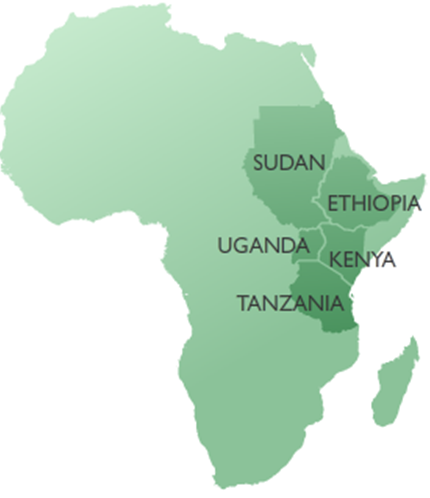 SUDAN
ETHIOPIA
UGANDA
KENYA
TANZANIA